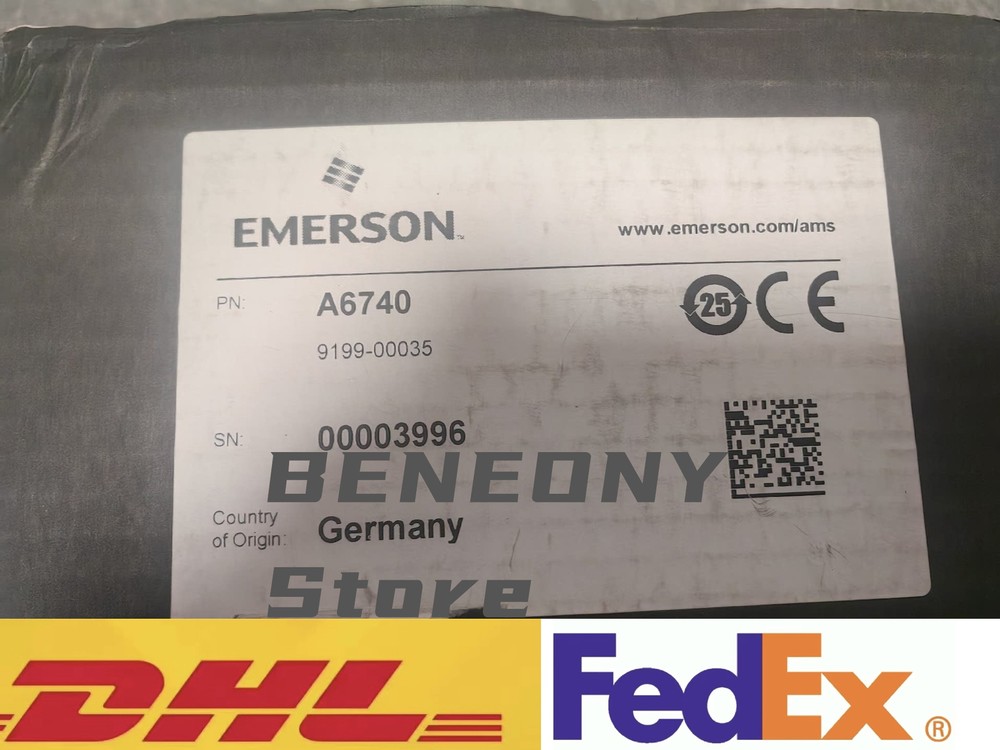 EMERSON™
www.emerson.com/ams
PN: A6740
25 CE
9199-00035
SN: 00003996
BENEONY
Country
of Origin: Germany
Store
DHL FedEx®